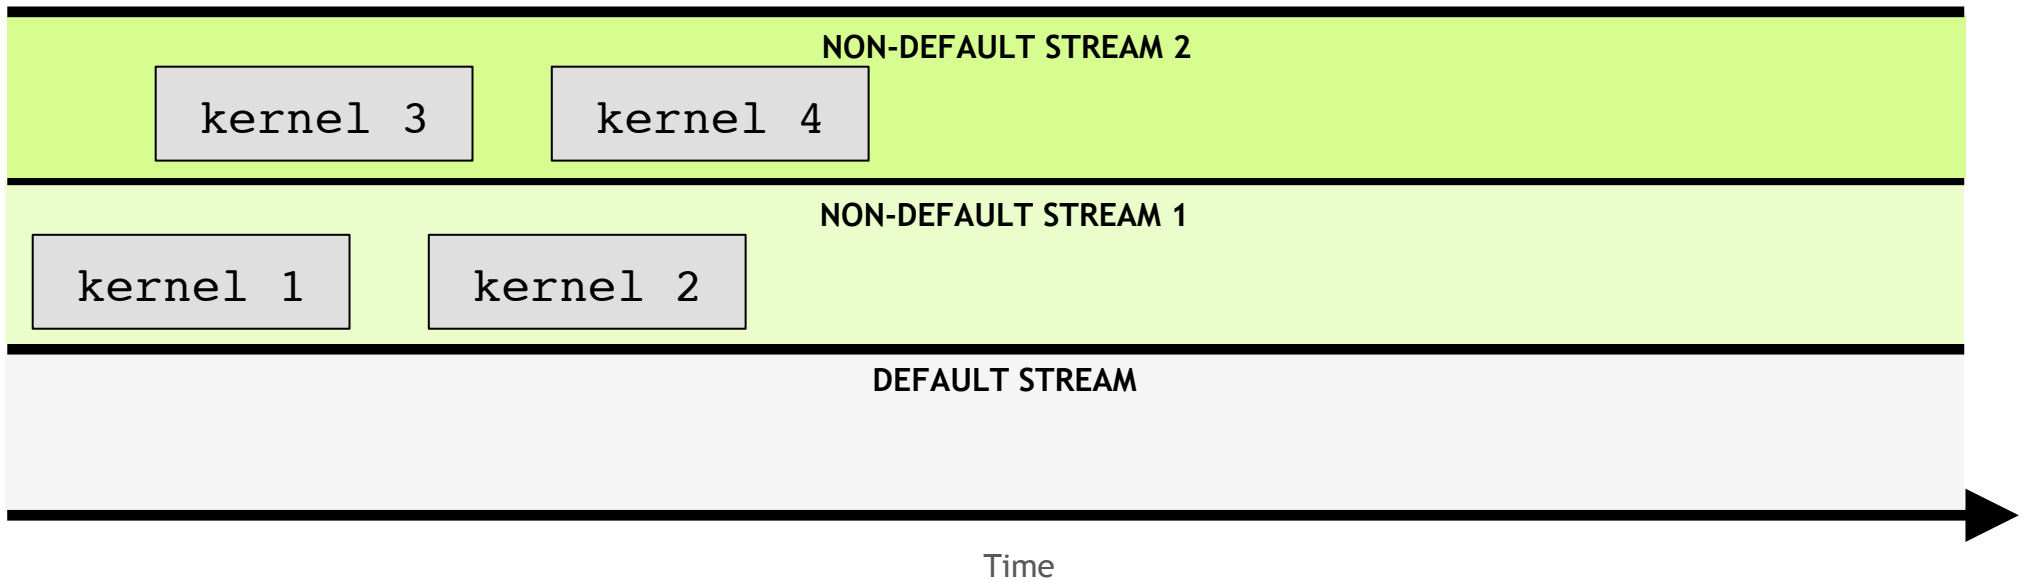 NON-DEFAULT STREAM 2
kernel 3
kernel 4
NON-DEFAULT STREAM 1
kernel 1
kernel 2
DEFAULT STREAM
Time